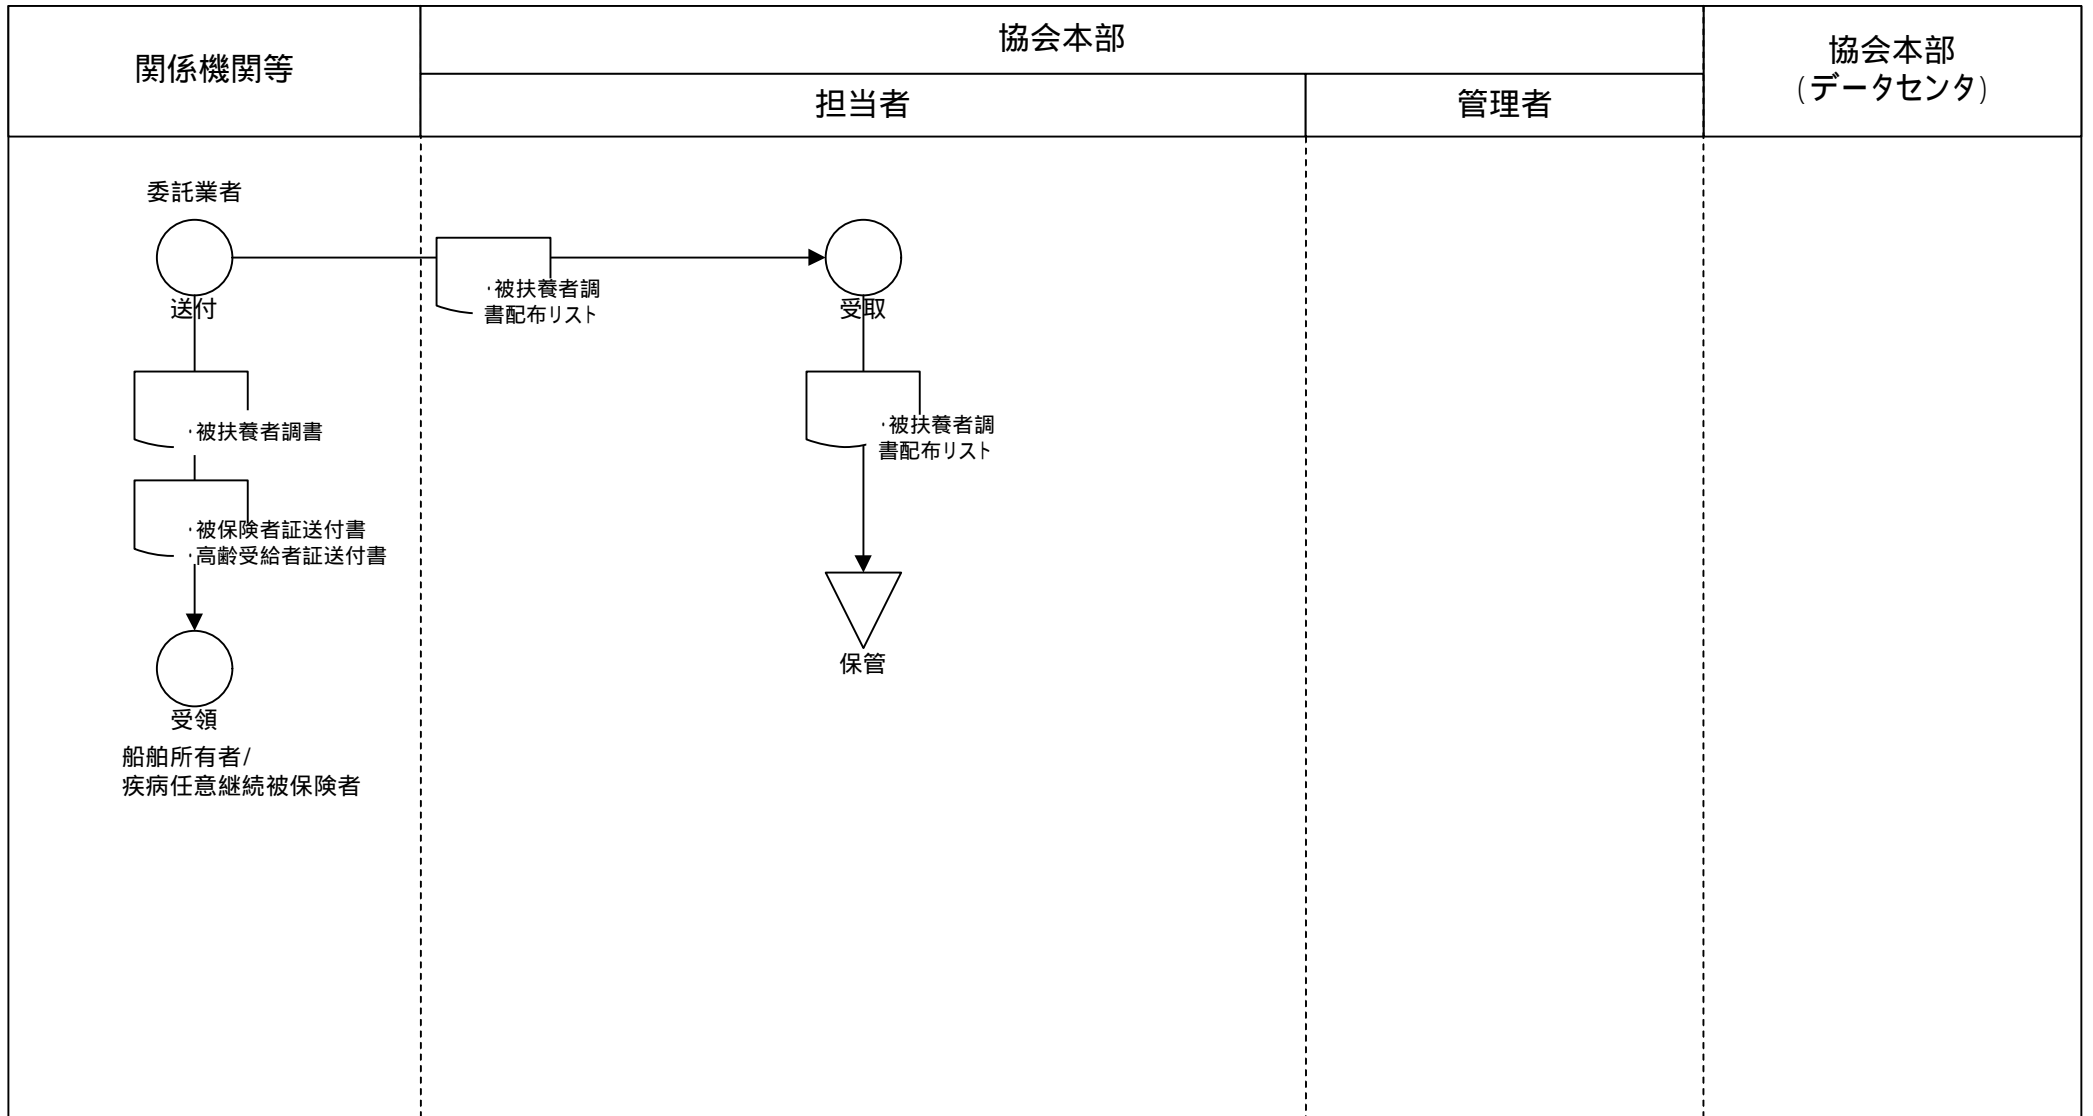 関係機関等
協会本部
担当者
管理者
協会本部
(データセンタ)
委託業者
送付
・被扶養者調
書配布リスト
受取
・被扶養者調書
・被扶養者調
書配布リスト
・被保険者証送付書
・高齢受給者証送付書
保管
受領
船舶所有者/
疾病任意継続被保険者